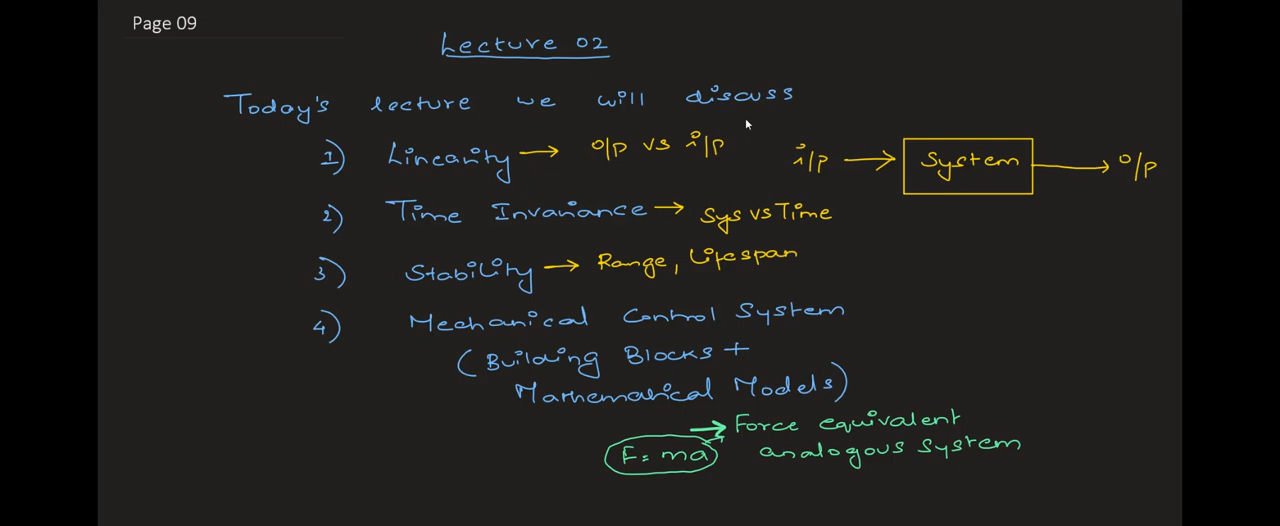 Page 09
Lecture 02
Today's lecture we will discuss
1) Linearity → o/p vs i/p
i/p → System → o/p
2) Time Invariance → Sys vs Time
3) Stability → Range, Lifespan
4) Mechanical Control System
(Building Blocks +
Mathematical Models)
→ Force equivalent
F = ma analogous system